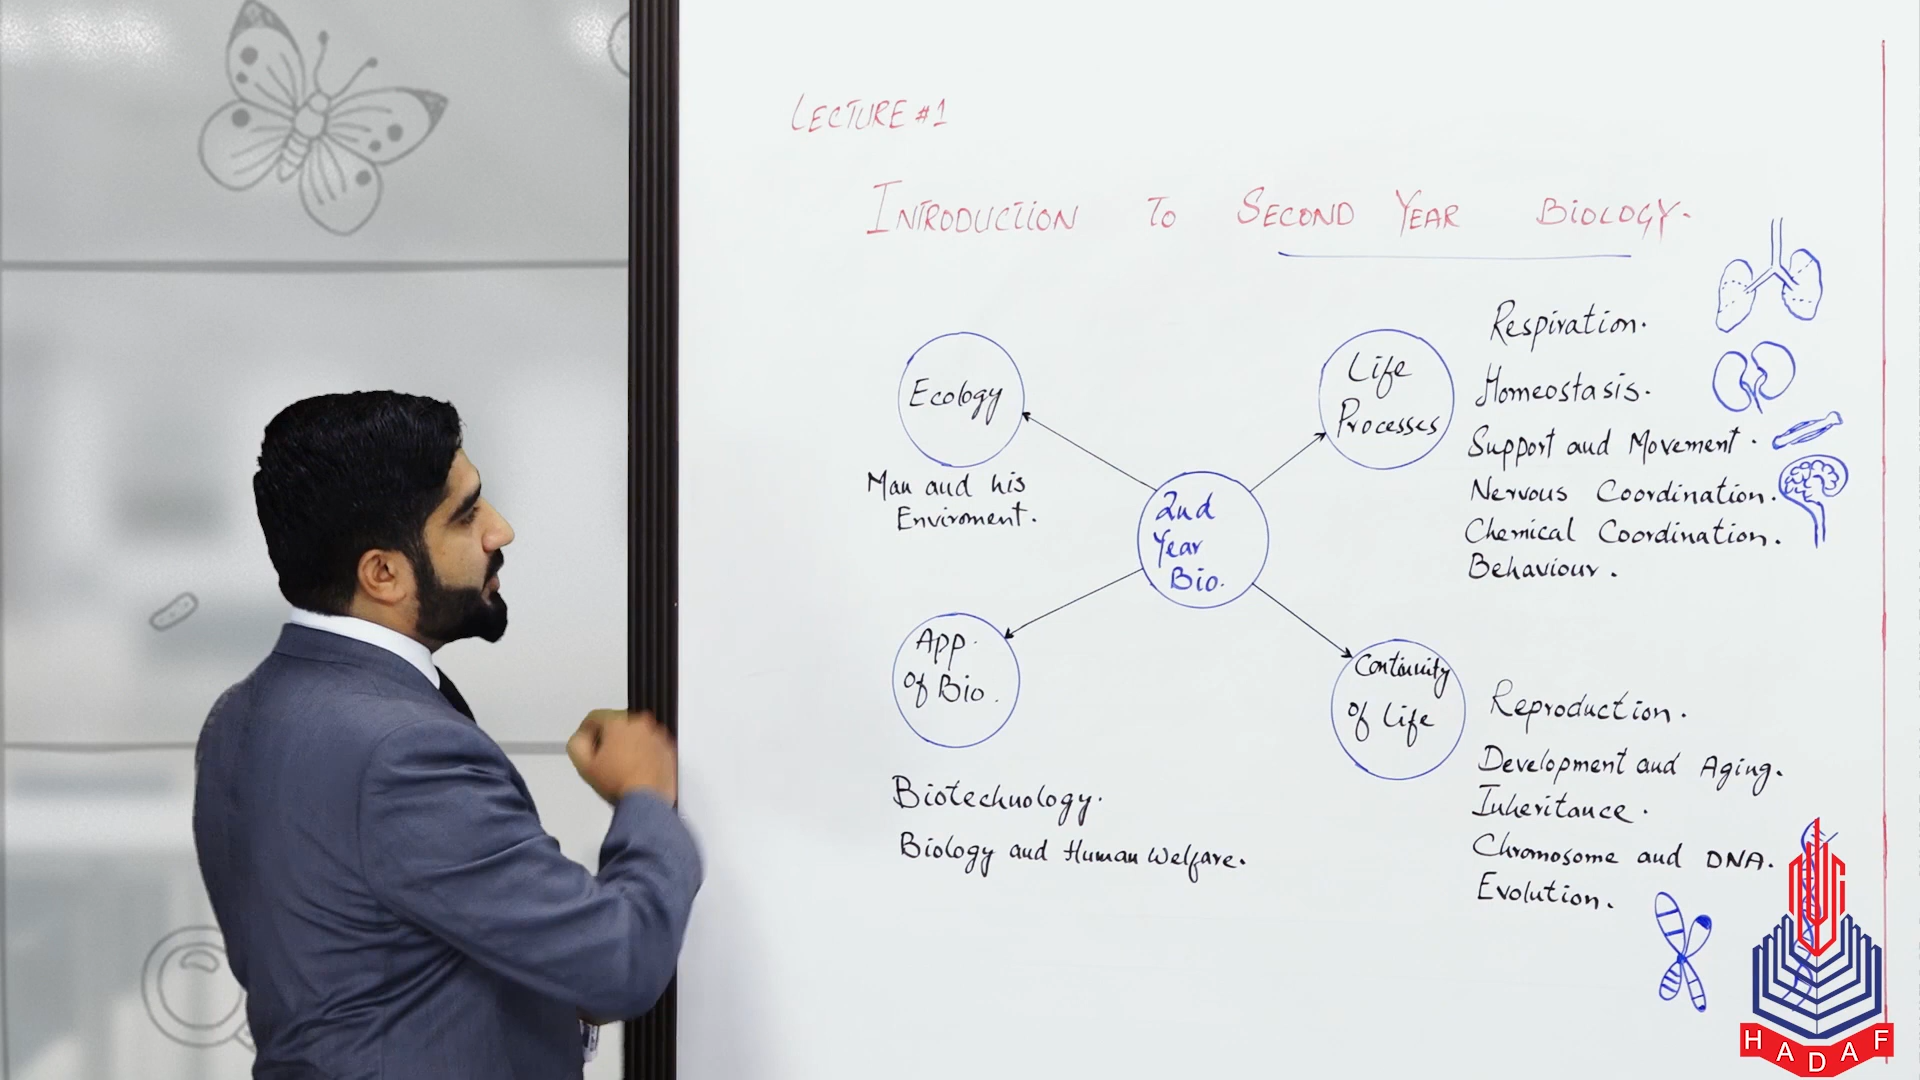 LECTURE #1
INTRODUCTION TO SECOND YEAR BIOLOGY.
Ecology
Man and his
Enviroment.
Life
Processes
Respiration.
Homeostasis.
Support and Movement.
Nervous Coordination.
Chemical Coordination.
Behaviour.
2nd
Year
Bio.
App.
Of Bio.
Biotechnology.
Biology and Human Welfare.
Continuity
Of Life
Reproduction.
Development and Aging.
Inheritance.
Chromosome and DNA.
Evolution.
HADAF